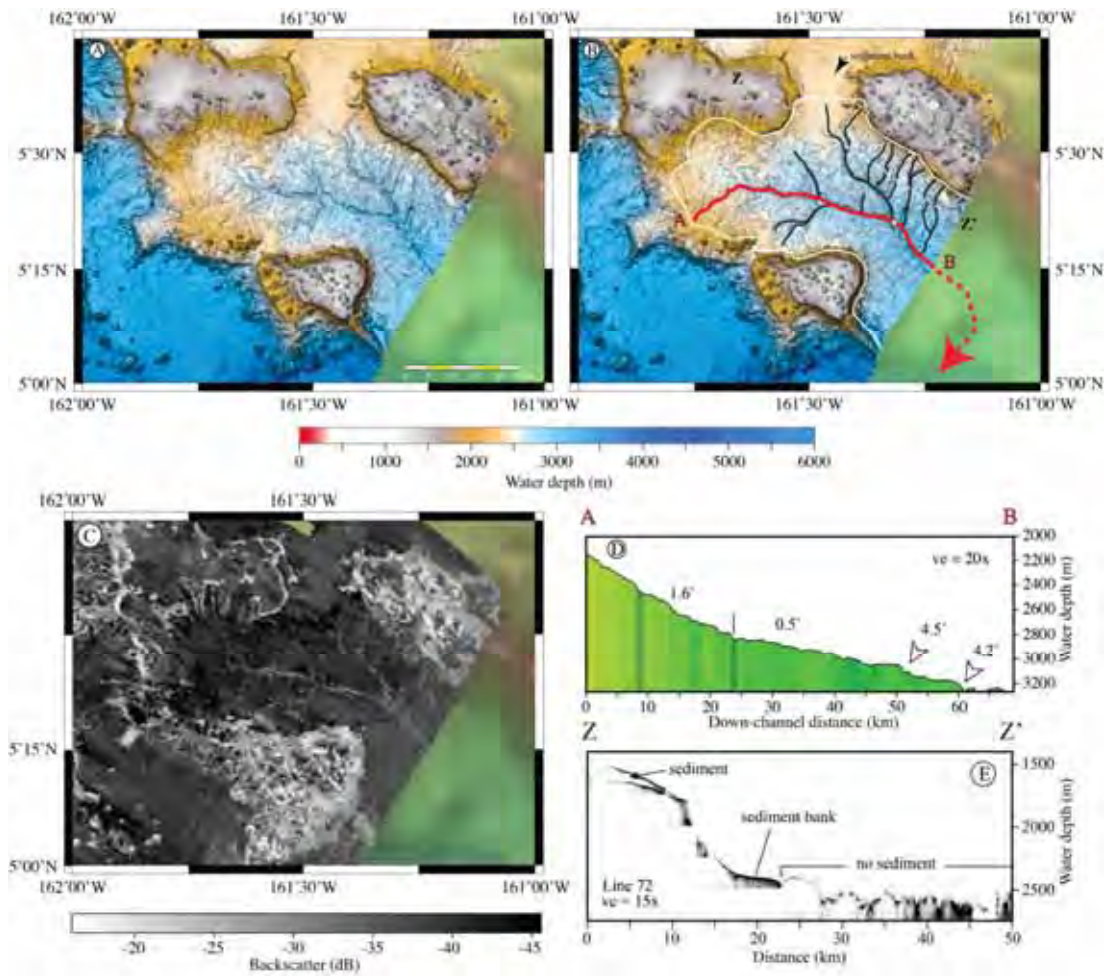 162˚00'W 161˚30'W 161˚00'W 161˚30'W 161˚00'W
A
B
Z
sediment bank
5˚30'N 5˚30'N
A
Z'
5˚15'N 5˚15'N
B
5˚00'N 5˚00'N
162˚00'W 161˚30'W 161˚00'W 161˚30'W 161˚00'W
0 1000 2000 3000 4000 5000 6000
Water depth (m)
162˚00'W 161˚30'W
C
5˚15'N
5˚00'N
161˚30'W 161˚00'W
-20 -25 -30 -35 -40 -45
Backscatter (dB)
A B
D
ve = 20x
1.6˚
0.5˚
4.5˚
4.2˚
2000
2200
2400
2600
2800
3000
3200
Water depth (m)
0 10 20 30 40 50 60
Down-channel distance (km)
Z Z'
E
sediment
sediment bank
no sediment
Line 72
ve = 15x
1500
2000
2500
Water depth (m)
0 10 20 30 40 50
Distance (km)